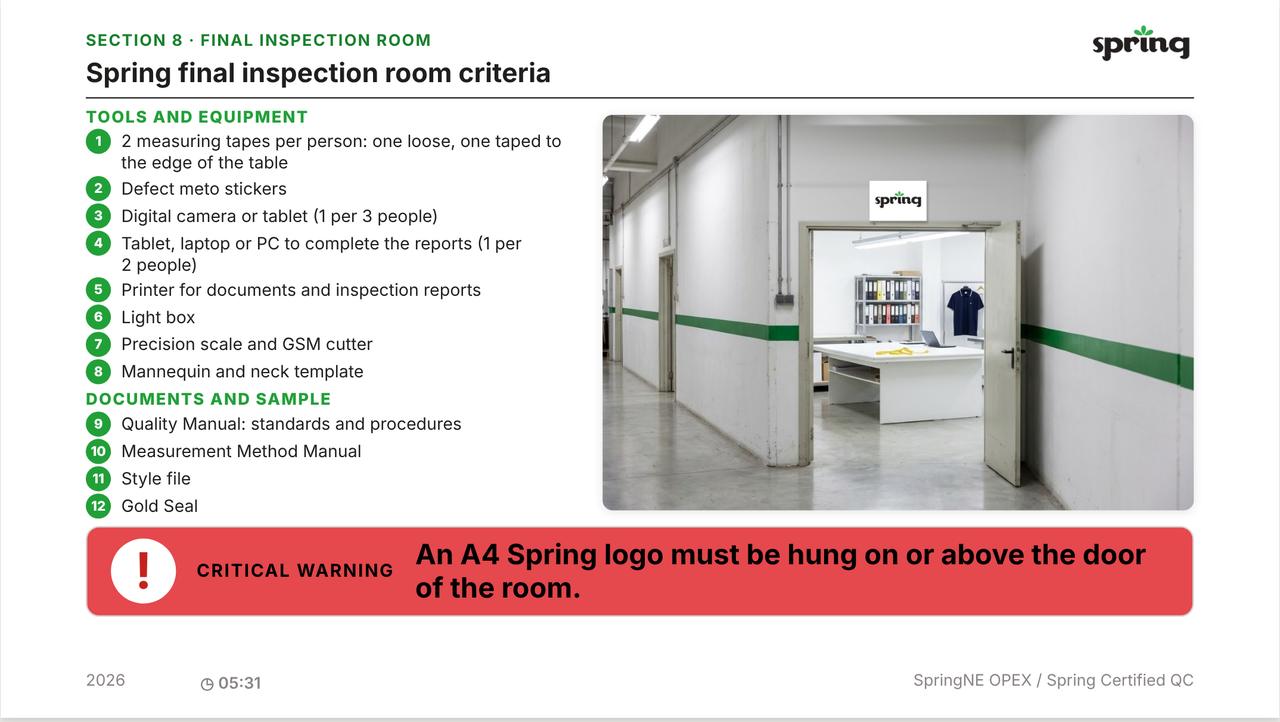 SECTION 8 · FINAL INSPECTION ROOM
spring
Spring final inspection room criteria
TOOLS AND EQUIPMENT
1 2 measuring tapes per person: one loose, one taped to
the edge of the table
2 Defect meto stickers
3 Digital camera or tablet (1 per 3 people)
4 Tablet, laptop or PC to complete the reports (1 per
2 people)
5 Printer for documents and inspection reports
6 Light box
7 Precision scale and GSM cutter
8 Mannequin and neck template
DOCUMENTS AND SAMPLE
9 Quality Manual: standards and procedures
10 Measurement Method Manual
11 Style file
12 Gold Seal
spring
! CRITICAL WARNING
An A4 Spring logo must be hung on or above the door
of the room.
2026
05:31
SpringNE OPEX / Spring Certified QC